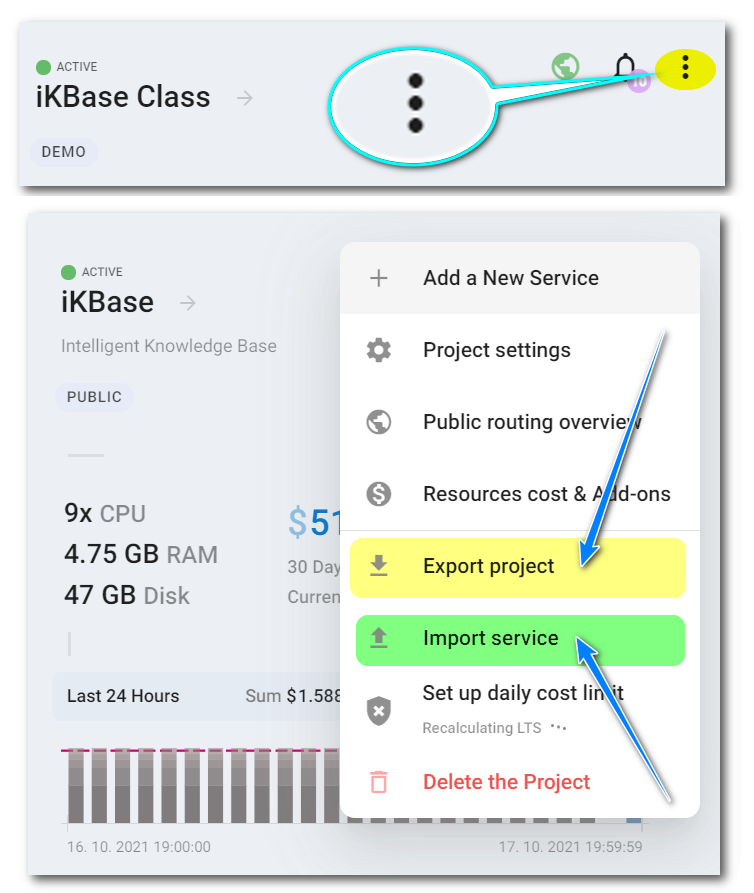 ACTIVE
iKBase Class
DEMO
10
ACTIVE
iKBase
Intelligent Knowledge Base
PUBLIC
9x CPU
4.75 GB RAM
47 GB Disk
$51
30 Day
Curren
Last 24 Hours Sum $1.588
16. 10. 2021 19:00:00 17. 10. 2021 19:59:59
Add a New Service
Project settings
Public routing overview
Resources cost & Add-ons
Export project
Import service
Set up daily cost limit
Recalculating LTS
Delete the Project